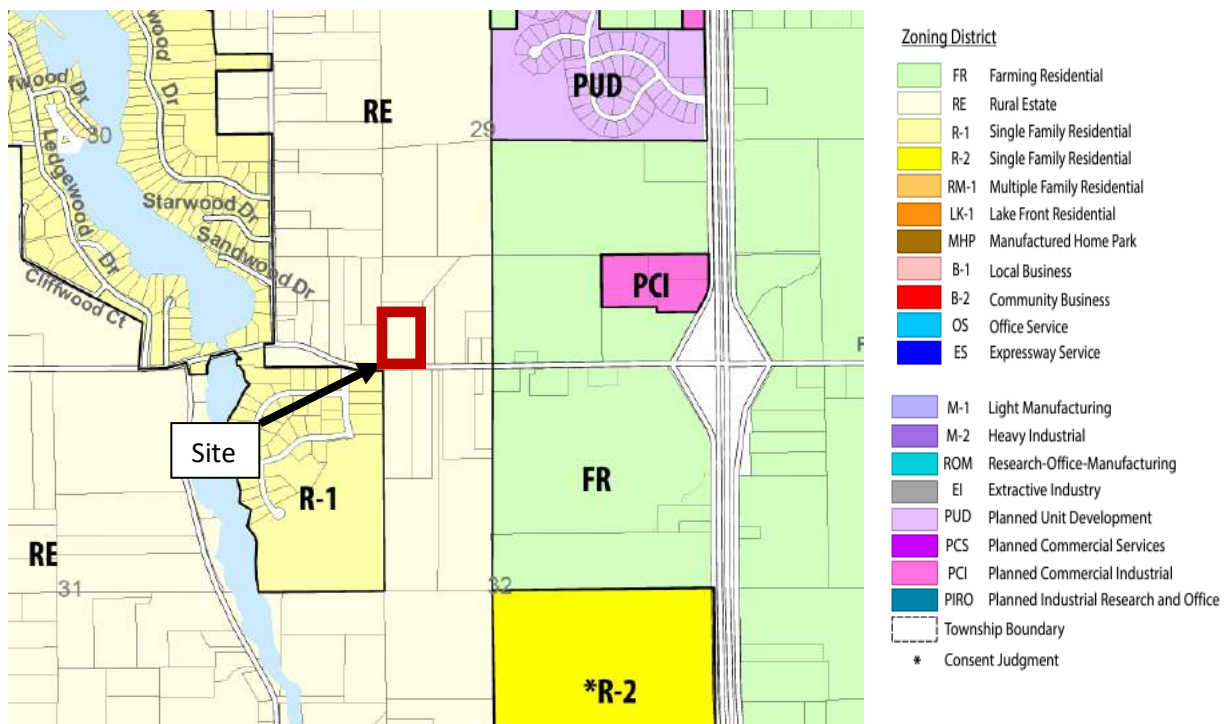 wood Dr
fwood Dr
30
Ledgewood Dr
Starwood Dr
Sandwood Dr
Cliffwood Ct
RE
29
PUD
PCI
Site
R-1
FR
RE
31
32
*R-2
Zoning District
FR Farming Residential
RE Rural Estate
R-1 Single Family Residential
R-2 Single Family Residential
RM-1 Multiple Family Residential
LK-1 Lake Front Residential
MHP Manufactured Home Park
B-1 Local Business
B-2 Community Business
OS Office Service
ES Expressway Service
M-1 Light Manufacturing
M-2 Heavy Industrial
ROM Research-Office-Manufacturing
EI Extractive Industry
PUD Planned Unit Development
PCS Planned Commercial Services
PCI Planned Commercial Industrial
PIRO Planned Industrial Research and Office
Township Boundary
* Consent Judgment